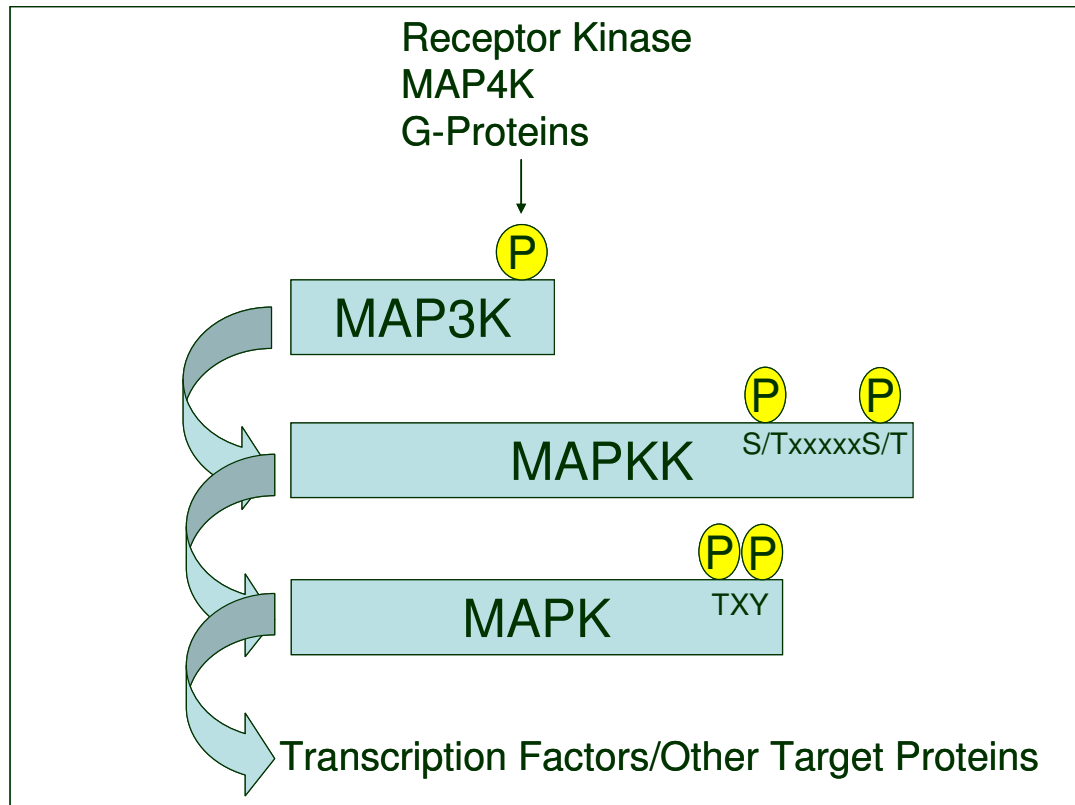 Receptor Kinase
MAP4K
G-Proteins
P
MAP3K
P P
S/TxxxxxS/T
MAPKK
P P
TXY
MAPK
Transcription Factors/Other Target Proteins